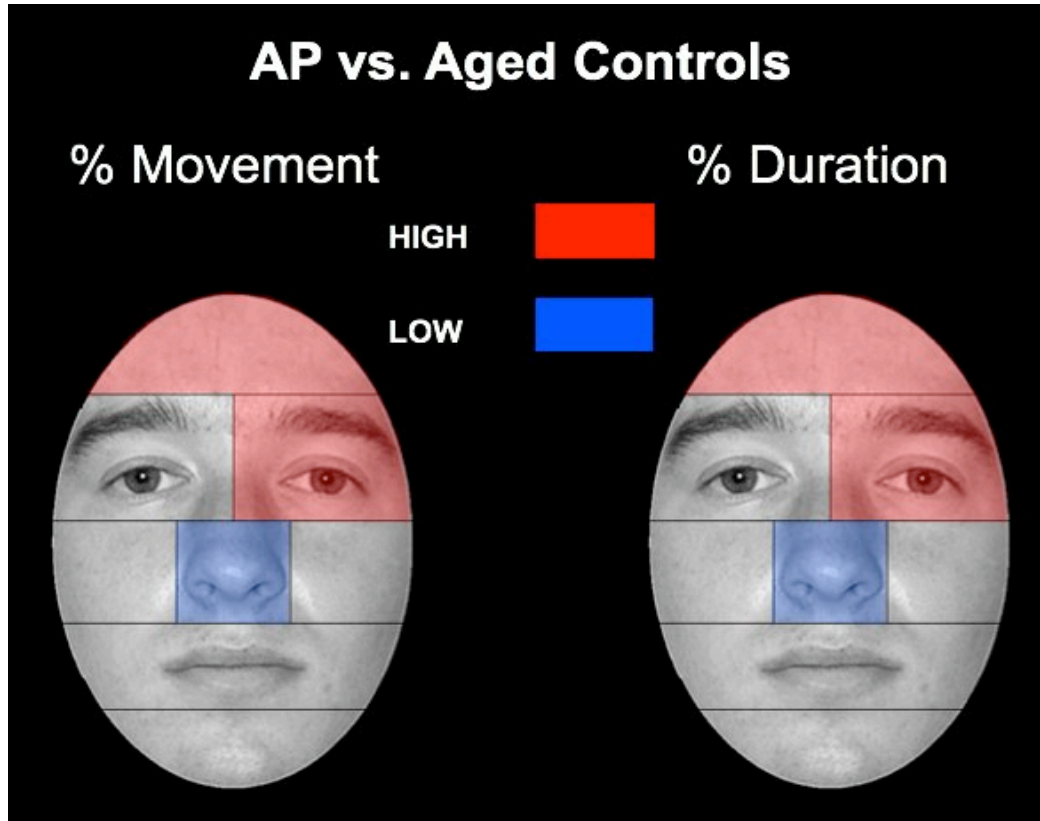 AP vs. Aged Controls
% Movement
% Duration
HIGH
LOW